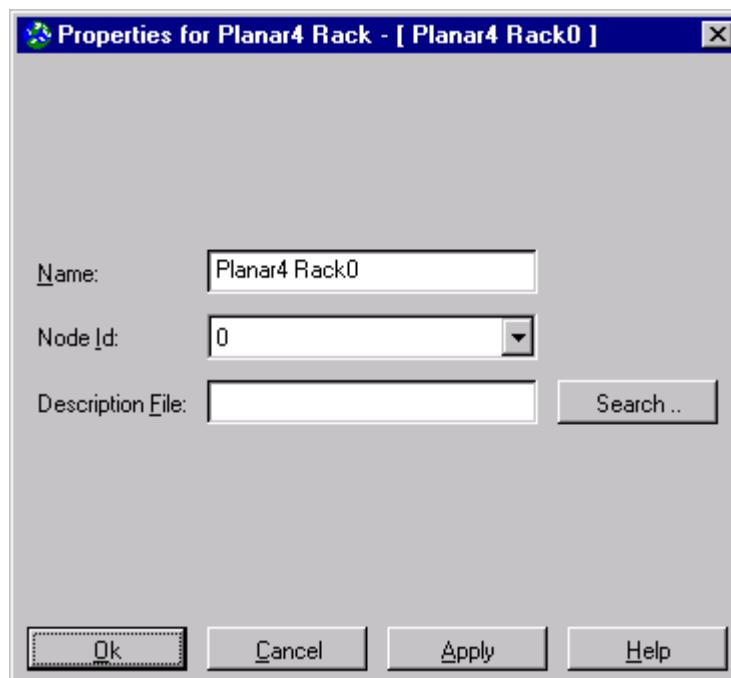 Properties for Planar4 Rack - [ Planar4 Rack0 ]
Name: Planar4 Rack0
Node Id: 0
Description File: Search ..
Ok Cancel Apply Help